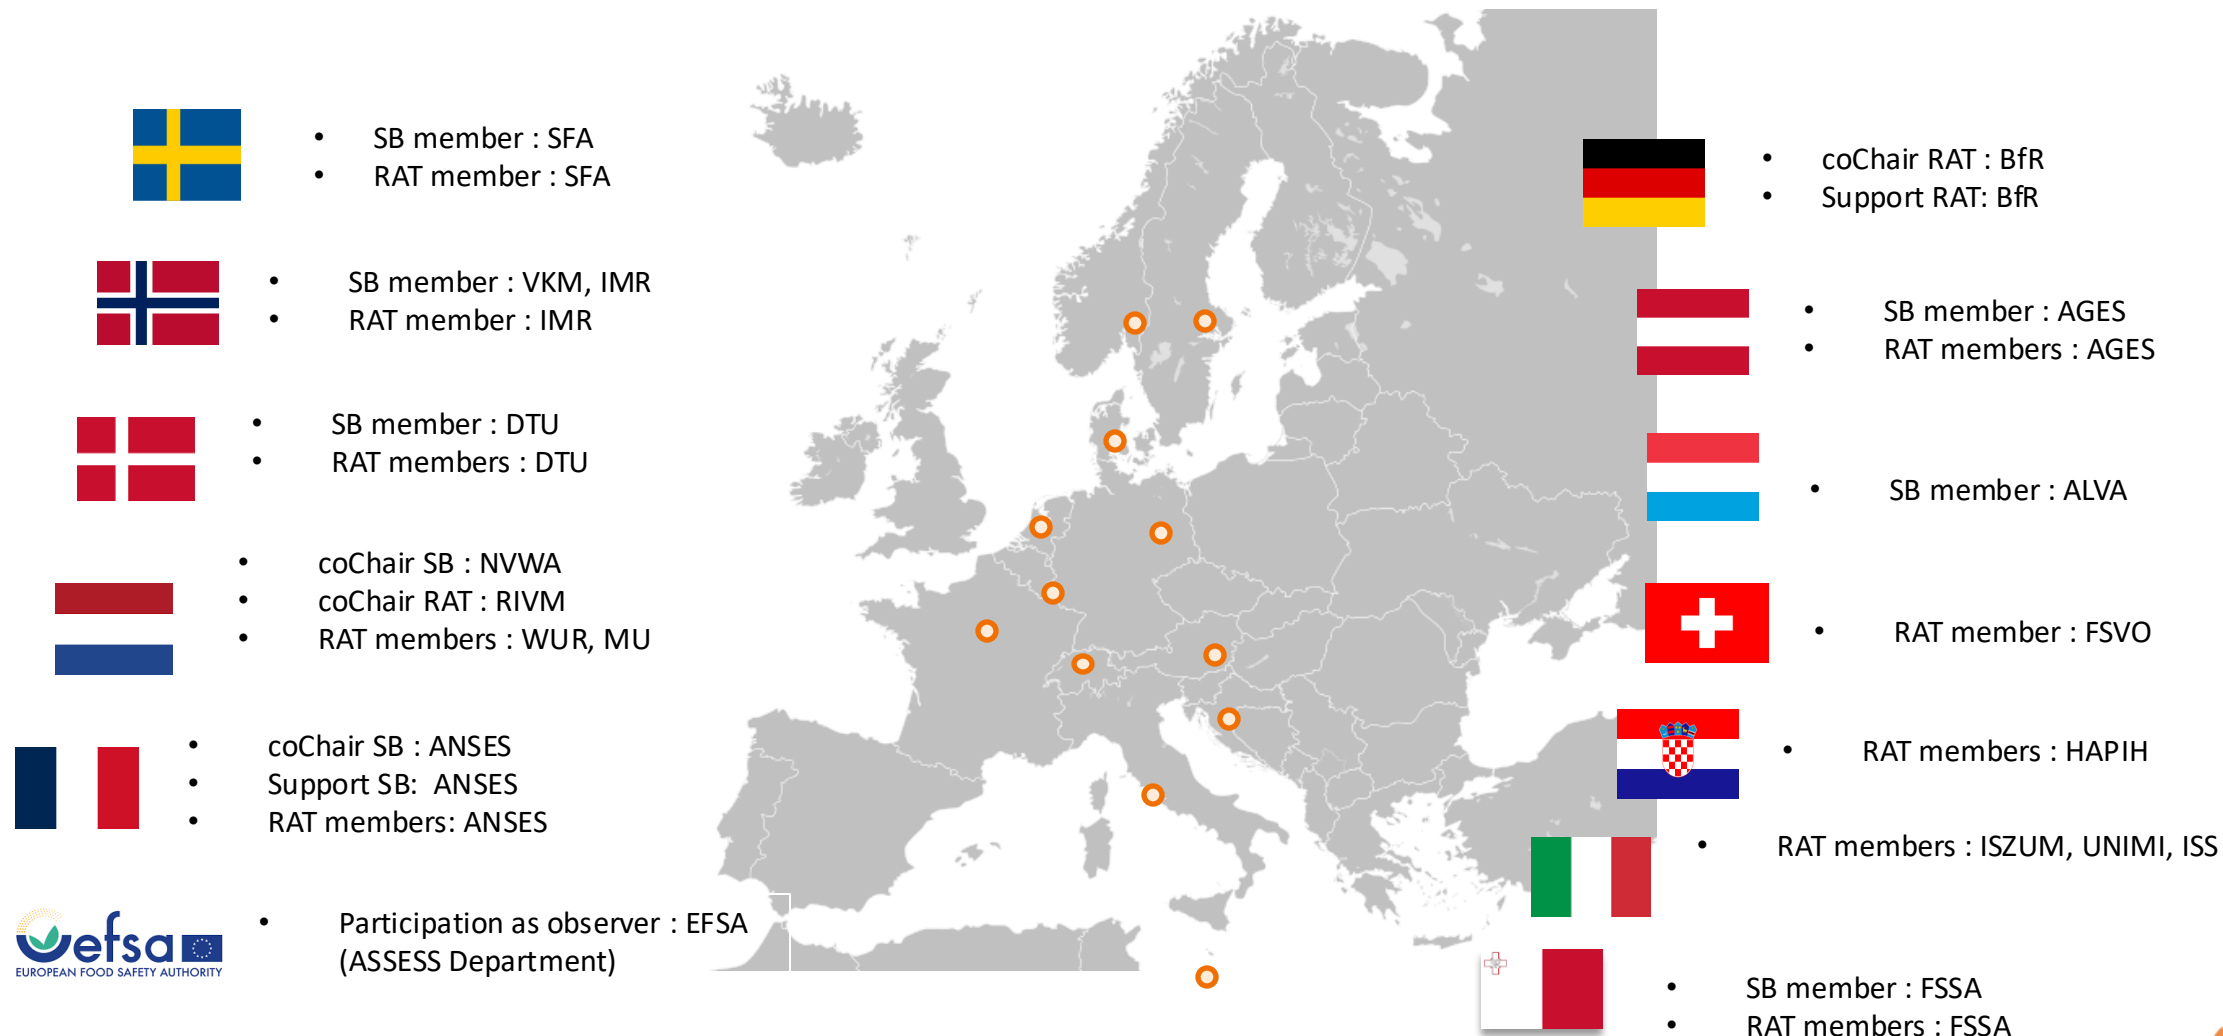 • SB member : SFA
• RAT member : SFA
• SB member : VKM, IMR
• RAT member : IMR
• SB member : DTU
• RAT members : DTU
• coChair SB : NVWA
• coChair RAT : RIVM
• RAT members : WUR, MU
• coChair SB : ANSES
• Support SB: ANSES
• RAT members: ANSES
efsa
EUROPEAN FOOD SAFETY AUTHORITY
• Participation as observer : EFSA
(ASSESS Department)
• coChair RAT : BfR
• Support RAT: BfR
• SB member : AGES
• RAT members : AGES
• SB member : ALVA
• RAT member : FSVO
• RAT members : HAPIH
• RAT members : ISZUM, UNIMI, ISS
• SB member : FSSA
• RAT members : FSSA